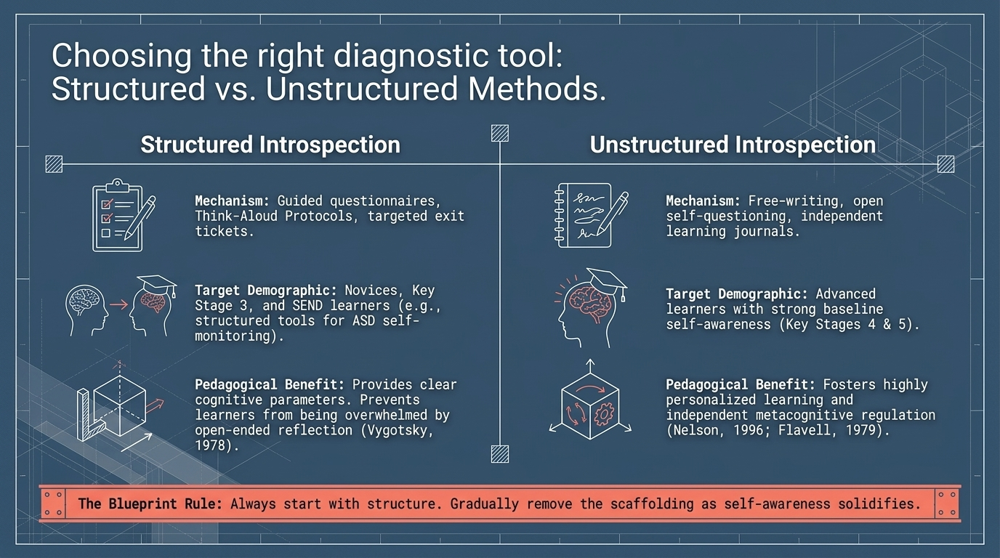 Choosing the right diagnostic tool:
Structured vs. Unstructured Methods.
Structured Introspection
Mechanism: Guided questionnaires,
Think-Aloud Protocols, targeted exit
tickets.
Target Demographic: Novices, Key
Stage 3, and SEND learners (e.g.,
structured tools for ASD self-
monitoring).
Pedagogical Benefit: Provides clear
cognitive parameters. Prevents
learners from being overwhelmed by
open-ended reflection (Vygotsky,
1978).
Unstructured Introspection
Mechanism: Free-writing, open
self-questioning, independent
learning journals.
Target Demographic: Advanced
learners with strong baseline
self-awareness (Key Stages 4 & 5).
Pedagogical Benefit: Fosters highly
personalized learning and
independent metacognitive regulation
(Nelson, 1996; Flavell, 1979).
The Blueprint Rule: Always start with structure. Gradually remove the scaffolding as self-awareness solidifies.